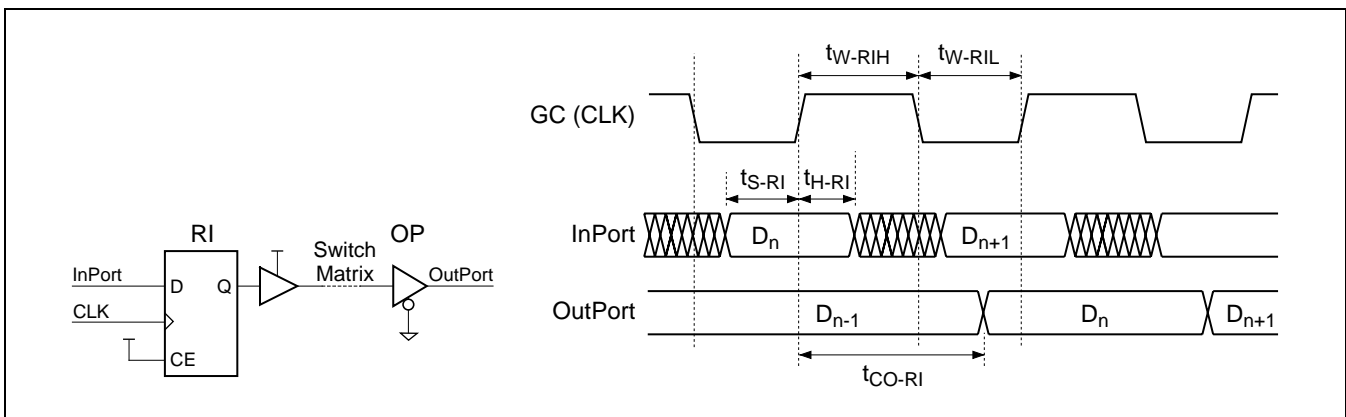 RI
OP
Switch
Matrix
InPort
D
Q
OutPort
CLK
CE
tW-RIH
tW-RIL
GC (CLK)
tS-RI
tH-RI
InPort
Dn
Dn+1
OutPort
Dn-1
Dn
Dn+1
tCO-RI